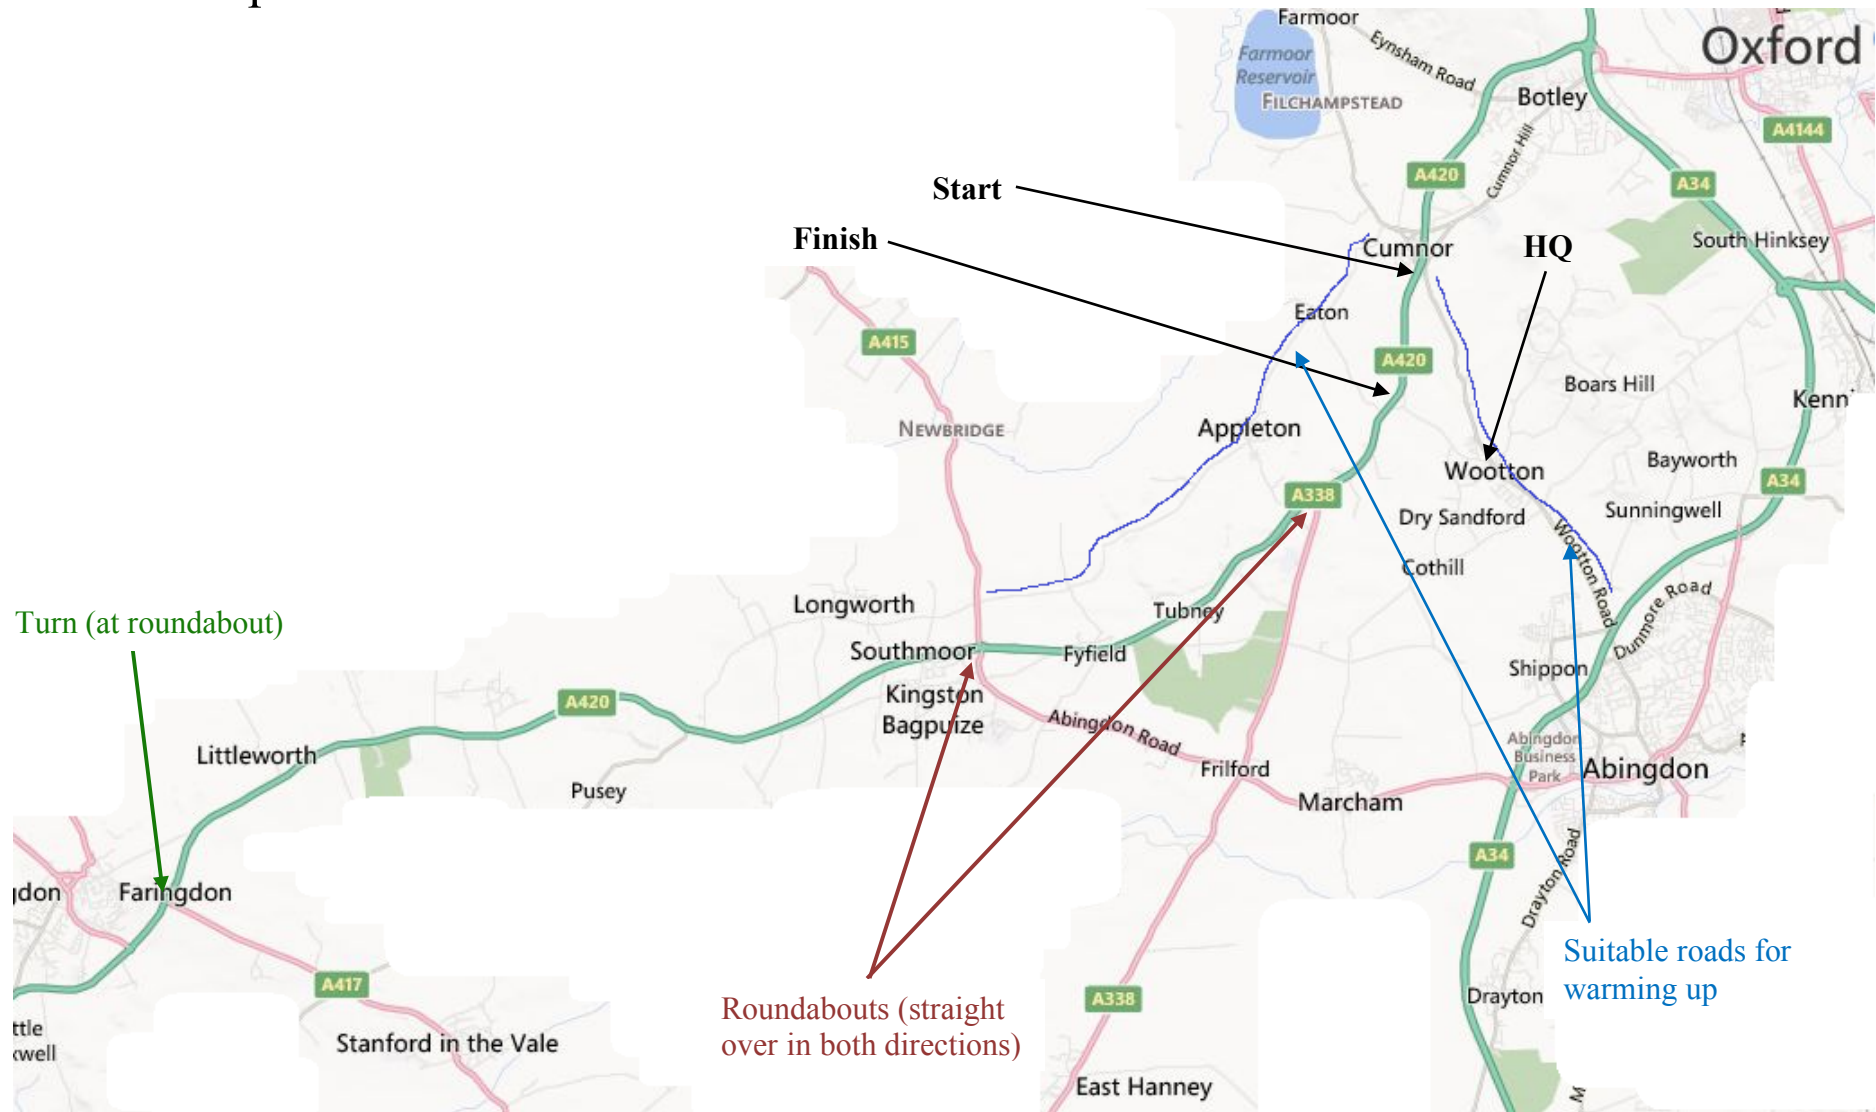 Farmoor
Eynsham Road
Oxford
Farmoor
Reservoir
FILCHAMPSTEAD
Botley
A4144
Cumnor Hill
A420
A34
Start
Finish
Cumnor
HQ
South Hinksey
Eaton
A415
A420
Boars Hill
Kenn
NEWBRIDGE
Appleton
Wootton
Bayworth
A34
A338
Dry Sandford
Sunningwell
Wootton Road
Cothill
Dunmore Road
Longworth
Tubney
Turn (at roundabout)
Southmoor
Fyfield
Shippon
Kingston
Bagpuize
A420
Abingdon Road
Abingdon
Business
Park
Littleworth
Frilford
Abingdon
Pusey
Marcham
A34
Drayton Road
gdon
Faringdon
Suitable roads for
warming up
A417
A338
Drayton
Roundabouts (straight
over in both directions)
ttle
xwell
Stanford in the Vale
East Hanney
M